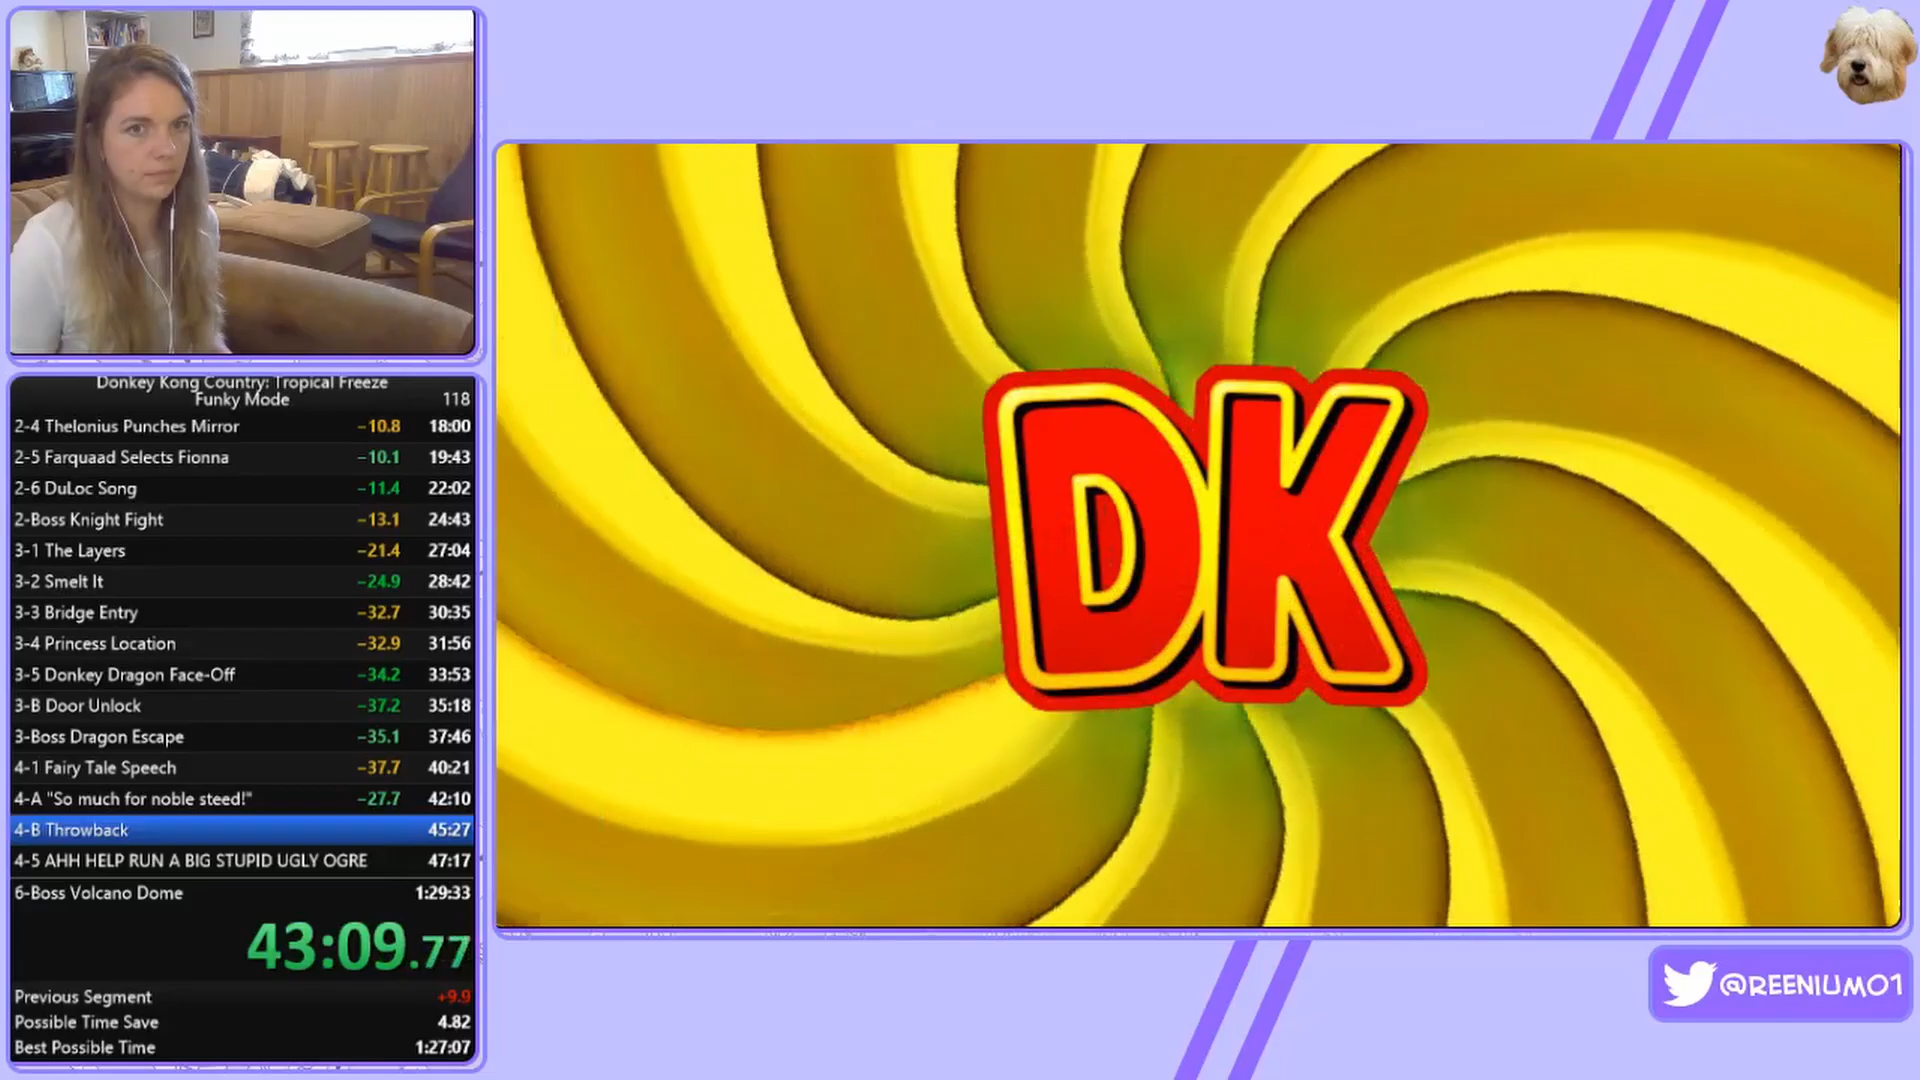 Donkey Kong Country: Tropical Freeze
Funky Mode 118
2-4 Thelonius Punches Mirror -10.8 18:00
2-5 Farquaad Selects Fionna -10.1 19:43
2-6 DuLoc Song -11.4 22:02
2-Boss Knight Fight -13.1 24:43
3-1 The Layers -21.4 27:04
3-2 Smelt It -24.9 28:42
3-3 Bridge Entry -32.7 30:35
3-4 Princess Location -32.9 31:56
3-5 Donkey Dragon Face-Off -34.2 33:53
3-B Door Unlock -37.2 35:18
3-Boss Dragon Escape -35.1 37:46
4-1 Fairy Tale Speech -37.7 40:21
4-A "So much for noble steed!" -27.7 42:10
4-B Throwback 45:27
4-5 AHH HELP RUN A BIG STUPID UGLY OGRE 47:17
6-Boss Volcano Dome 1:29:33
43:09.77
Previous Segment +9.9
Possible Time Save 4.82
Best Possible Time 1:27:07
DK
@REENIUM01